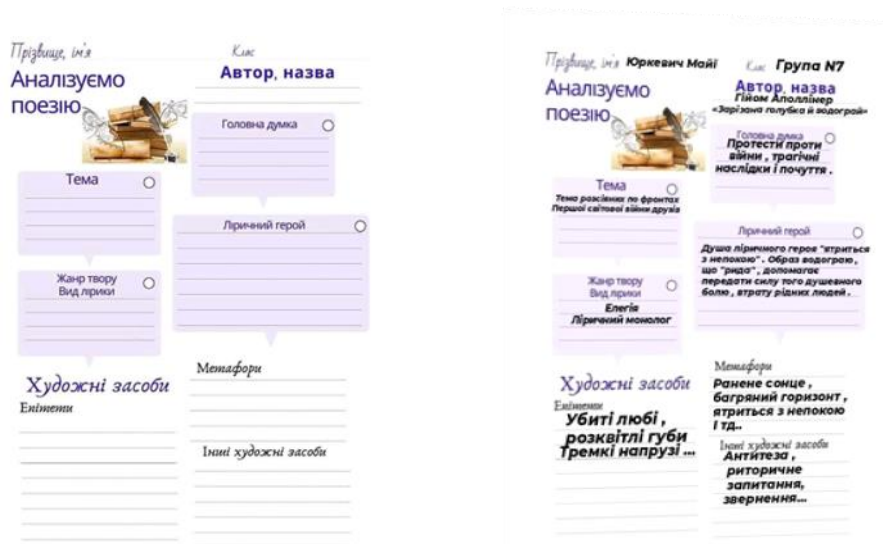 Прізвище, ім'я
Клас
Аналізуємо
поезію
Автор, назва
Головна думка
Тема
Ліричний герой
Жанр твору
Вид лірики
Художні засоби
Епітети
Метафори
Інші художні засоби
Прізвище, ім'я Юркевич Майї
Клас Група N7
Аналізуємо
поезію
Автор, назва
Гійом Аполлінер
«Зарізана голубка й водограй»
Головна думка
Протести проти
війни , трагічні
наслідки і почуття .
Тема
Тема розсіяних по фронтах
Першої світової війни друзів
Ліричний герой
Душа ліричного героя "ятриться
з непокою" . Образ водограю ,
що "рида" , допомагає
передати силу того душевного
болю , втрату рідних людей .
Жанр твору
Вид лірики
Елегія
Ліричний монолог
Художні засоби
Епітети
Убиті любі ,
розквітлі губи
Тремкі напрузі ...
Метафори
Ранене сонце ,
багряний горизонт ,
ятриться з непокою
І тд..
Інші художні засоби
Антитеза ,
риторичне
запитання,
звернення...